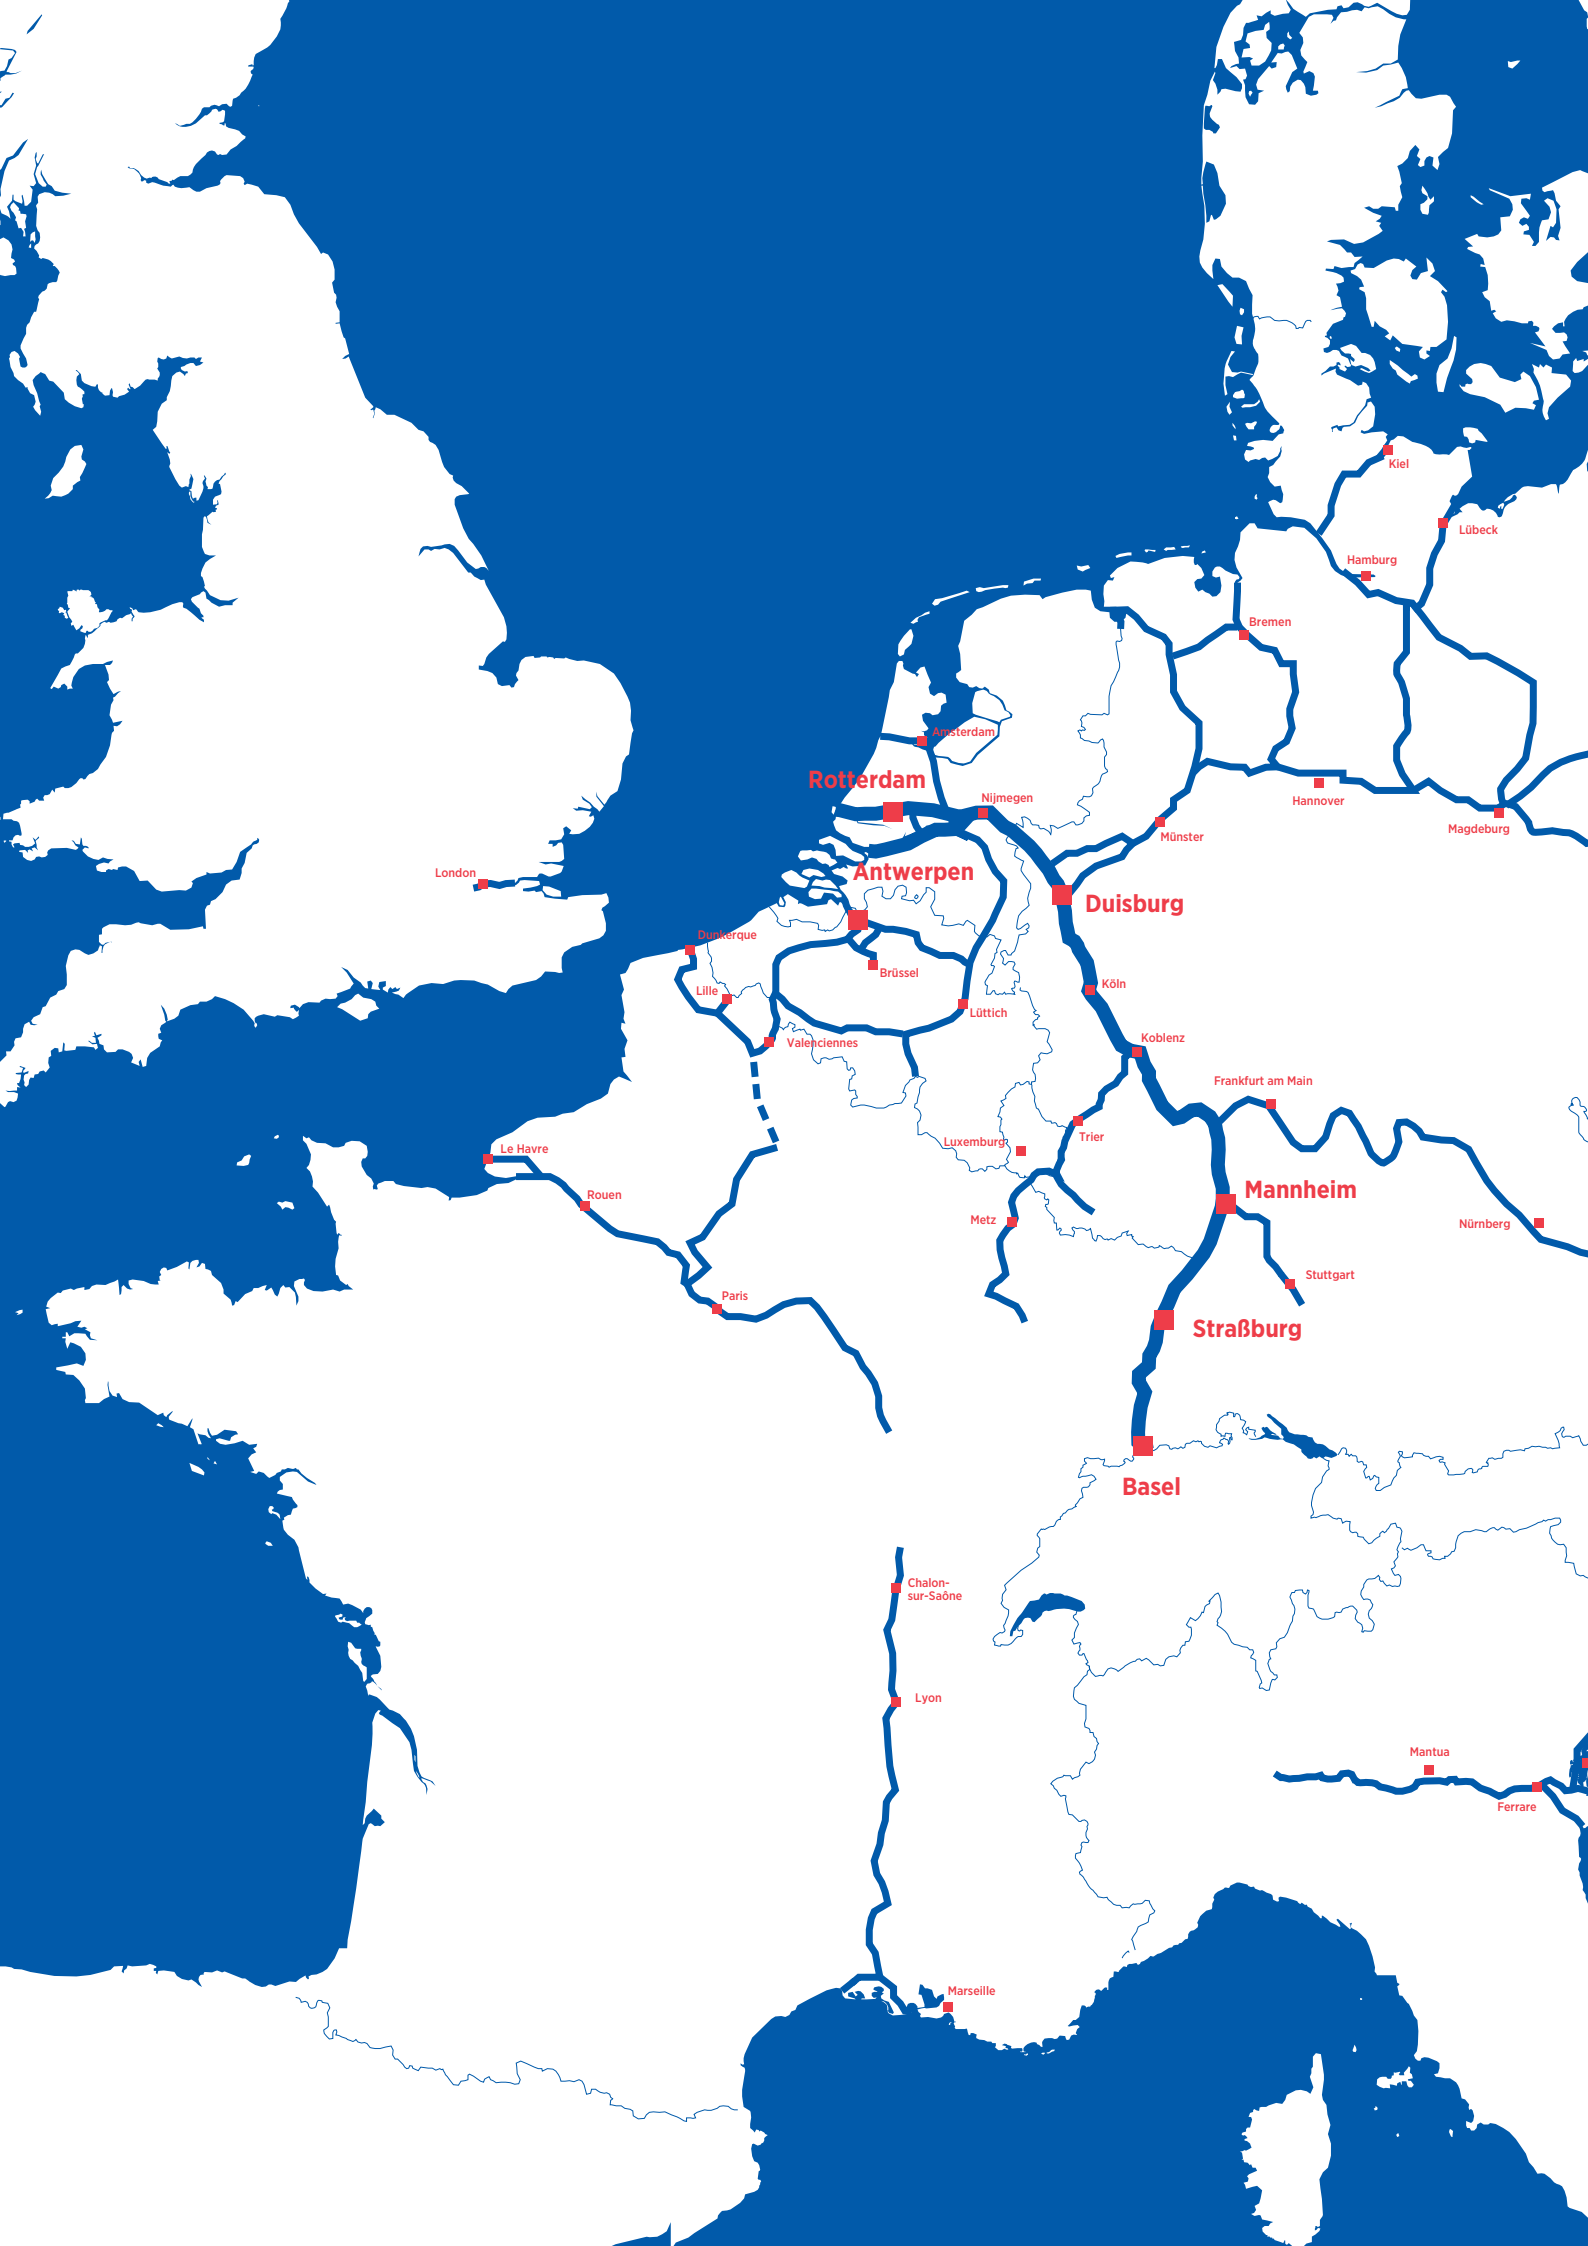 Kiel
Lübeck
Hamburg
Bremen
Amsterdam
Rotterdam
Nijmegen
Hannover
Magdeburg
Münster
London
Antwerpen
Duisburg
Dunkerque
Brüssel
Lille
Köln
Lüttich
Valenciennes
Koblenz
Frankfurt am Main
Trier
Luxemburg
Le Havre
Rouen
Mannheim
Metz
Nürnberg
Stuttgart
Paris
Straßburg
Basel
Chalon-
sur-Saône
Lyon
Mantua
Ferrare
Marseille